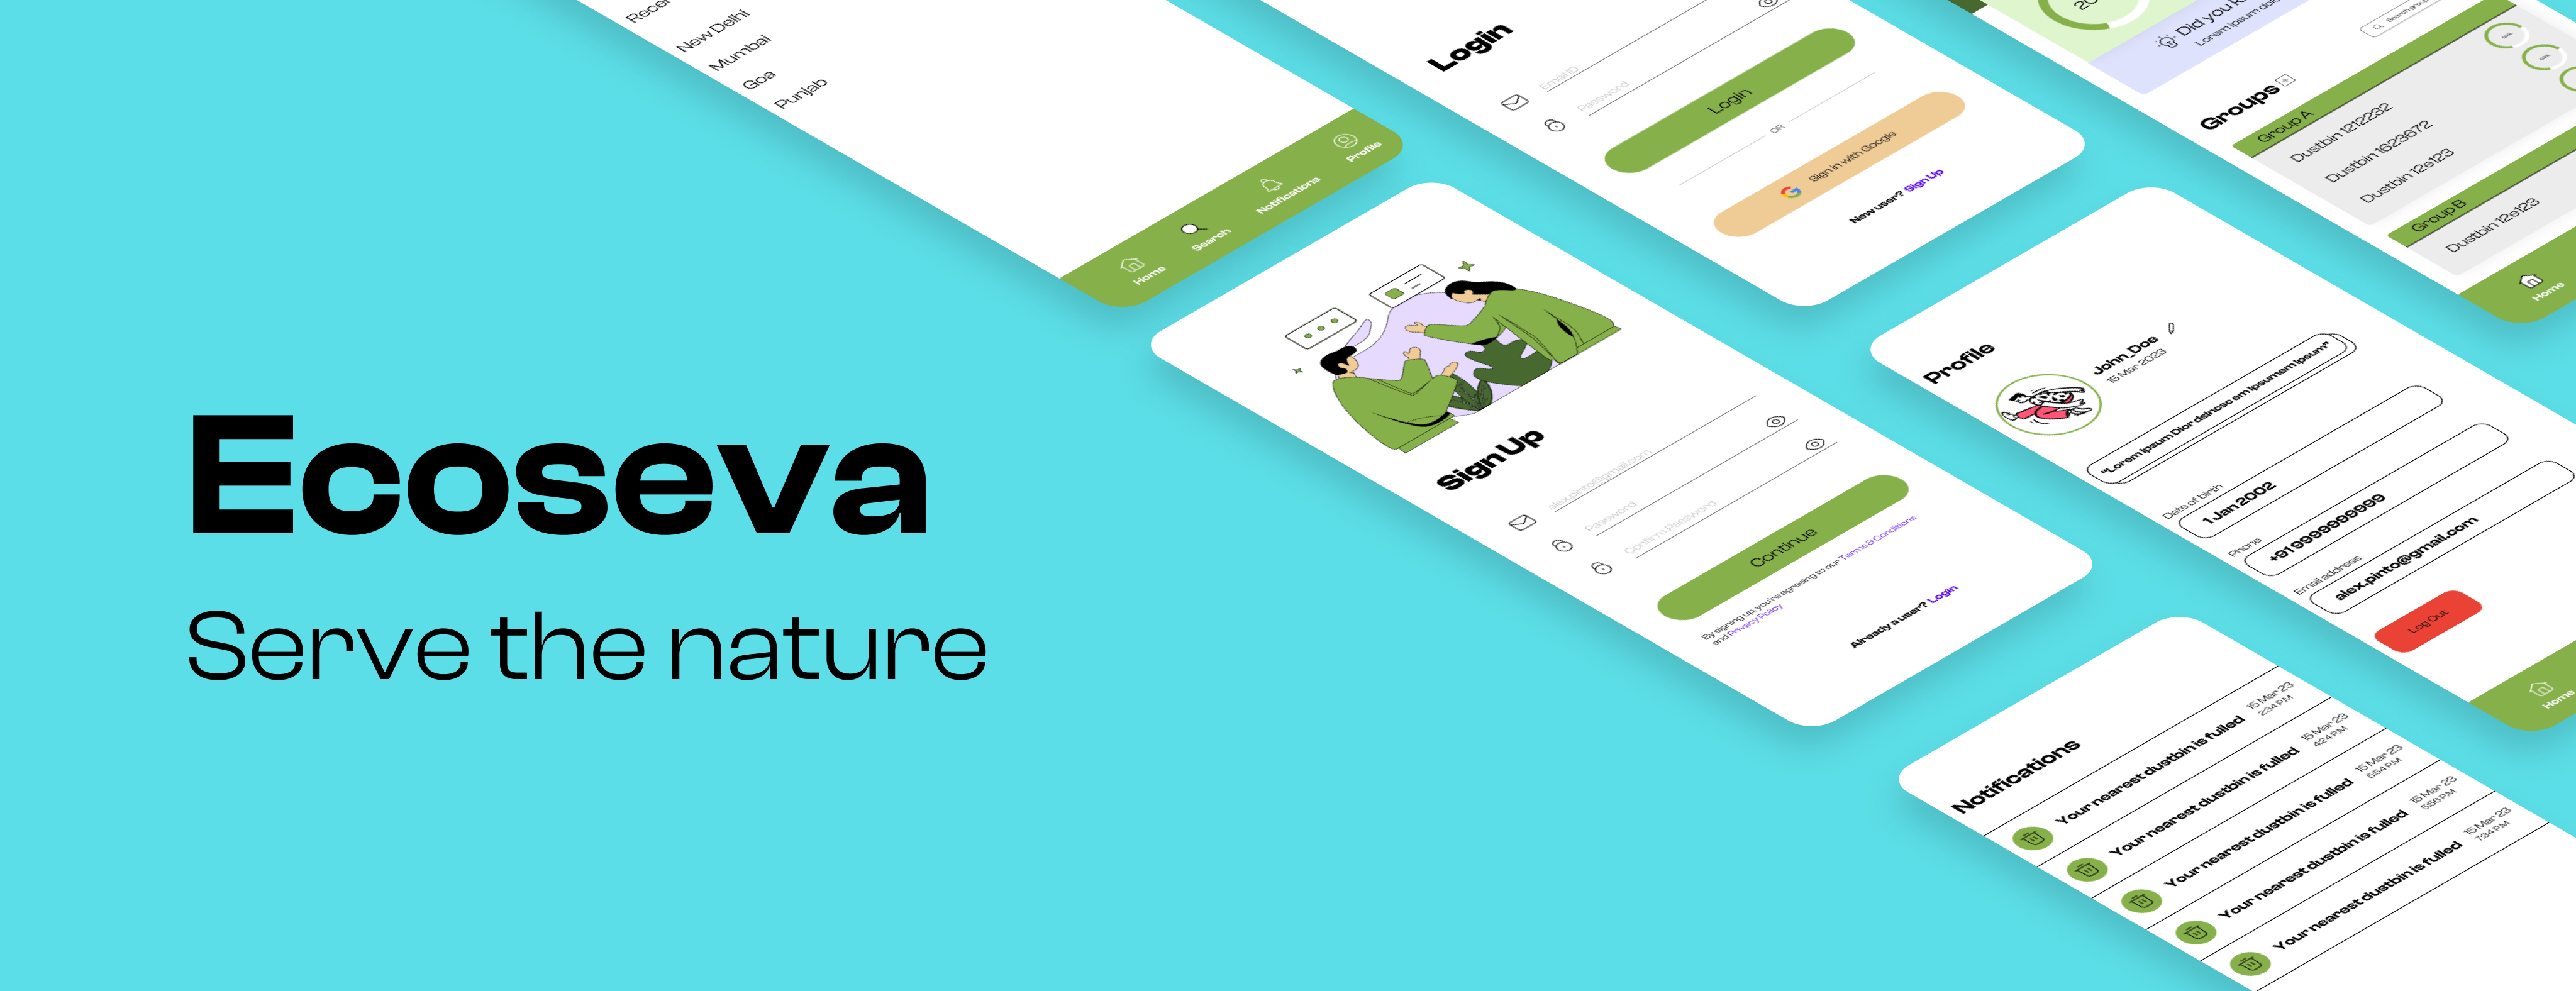 Ecoseva
Serve the nature
New Delhi
Mumbai
Goa
Punjab
Home
Search
Notifications
Profile
Login
Email ID
Password
Login
OR
Sign in with Google
New user? Sign Up
Sign Up
alex.pinto@gmail.com
Password
Confirm Password
Continue
By signing up, you're agreeing to our Terms & Conditions
and Privacy Policy
Already a user? Login
Did you
Lorem ipsum
Groups
Group A
Dustbin 1212232
Dustbin 1623672
Dustbin 12e123
Group B
Dustbin 12e123
Home
Profile
John_Doe
15 Mar 2023
"Lorem Ipsum Dior dsinoso em ipsumem ipsum"
Date of birth
1 Jan 2002
Phone
+91 9999999999
Email address
alex.pinto@gmail.com
Log Out
Home
Notifications
Your nearest dustbin is fulled
15 Mar 23
2:34 PM
Your nearest dustbin is fulled
15 Mar 23
4:24 PM
Your nearest dustbin is fulled
15 Mar 23
5:54 PM
Your nearest dustbin is fulled
15 Mar 23
5:56 PM
Your nearest dustbin is fulled
15 Mar 23
7:34 PM